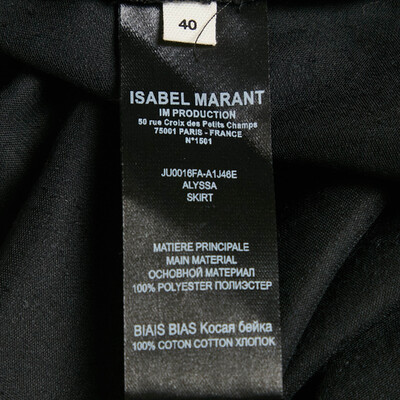 40
ISABEL MARANT
IM PRODUCTION
50 rue Croix des Petits Champs
75001 PARIS - FRANCE
N°1501
JU0016FA-A1J46E
ALYSSA
SKIRT
MATIERE PRINCIPALE
MAIN MATERIAL
ОСНОВНОЙ МАТЕРИАЛ
100% POLYESTER ПОЛИЭСТЕР
BIAIS BIAS Косая бейка
100% COTON COTTON ХЛОПОК